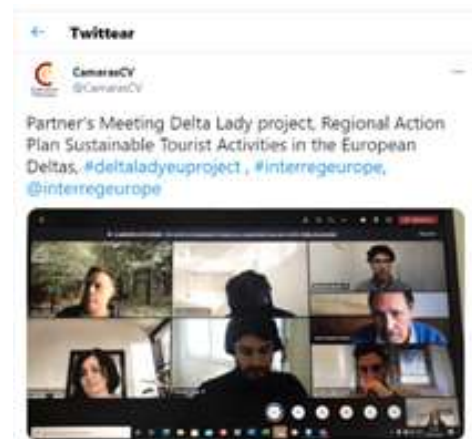 Twittear
CamarasCV
@CamarasCV
Partner's Meeting Delta Lady project, Regional Action
Plan Sustainable Tourist Activities in the European
Deltas, #deltaladyeuproject , #interregeurope,
@interregeurope